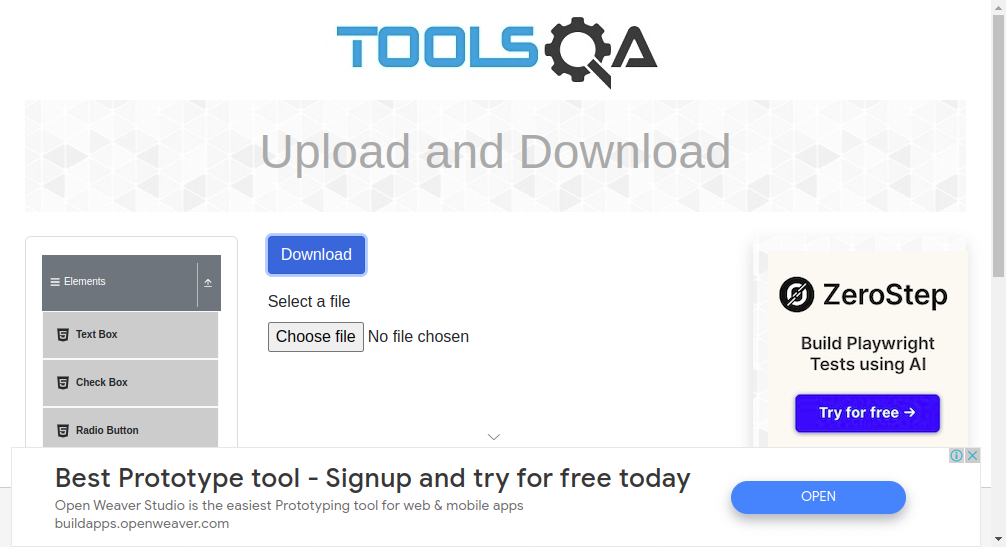 TOOLSQA
Upload and Download
Elements
Text Box
Check Box
Radio Button
Download
Select a file
Choose file No file chosen
ZeroStep
Build Playwright
Tests using AI
Try for free →
Best Prototype tool - Signup and try for free today
Open Weaver Studio is the easiest Prototyping tool for web & mobile apps
buildapps.openweaver.com
OPEN